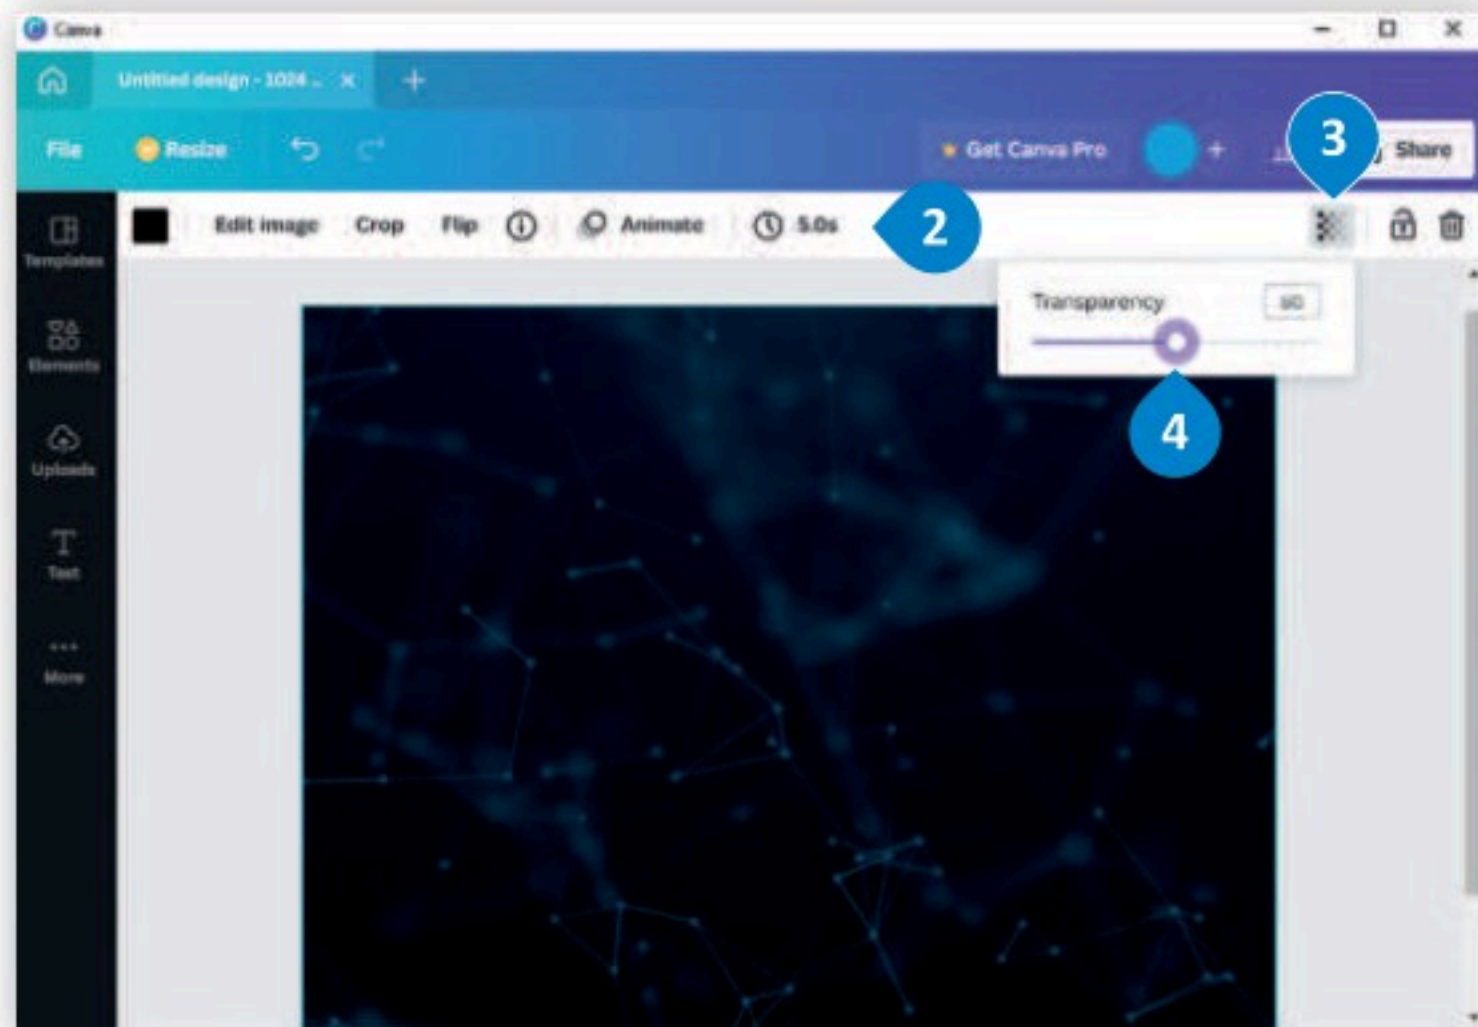 Canva
Untitled design - 1024 ...
File
Resize
Get Canva Pro
+
3
Share
Edit image
Crop
Flip
Animate
5.0s
2
Templates
Transparency
Elements
4
Uploads
Text
More